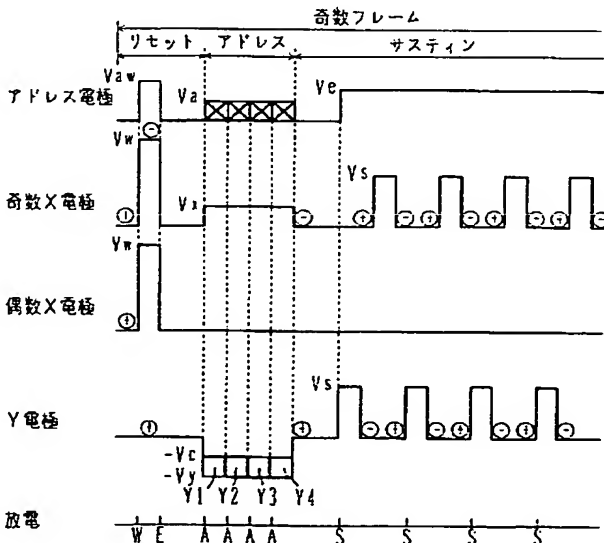 奇数フレーム
リセット アドレス サスティン
Vaw
アドレス電極 Va Ve
⊖
Vw
奇数X電極 Vx Vs
⊖ ⊕ ⊖ ⊕ ⊖ ⊕ ⊖ ⊕ ⊖
Vw
偶数X電極
⊕
Vs
Y電極 ⊕ ⊕ ⊖ ⊕ ⊖ ⊕ ⊖ ⊕ ⊖
-Vc
-Vy
Y1 Y2 Y3 Y4
放電
W E A A A A S S S S